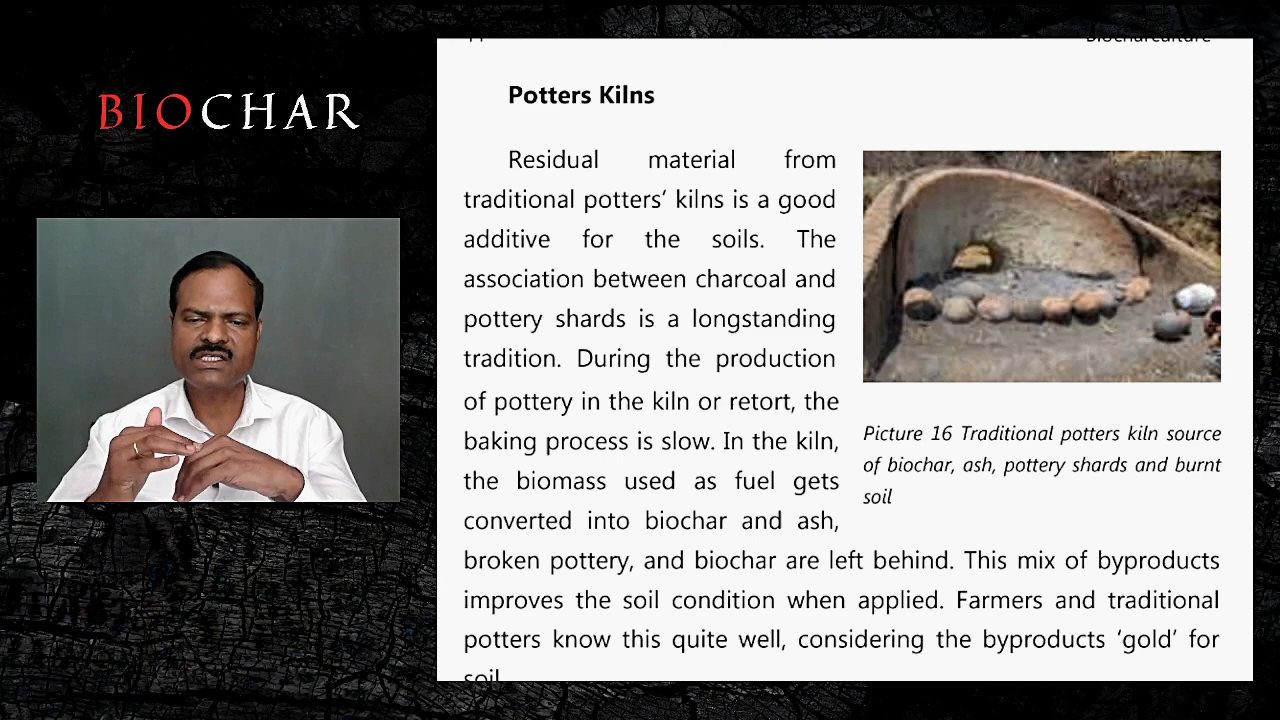 BIOCHAR
Biocharculture
Potters Kilns
Residual material from
traditional potters’ kilns is a good
additive for the soils. The
association between charcoal and
pottery shards is a longstanding
tradition. During the production
of pottery in the kiln or retort, the
baking process is slow. In the kiln,
the biomass used as fuel gets
converted into biochar and ash,
broken pottery, and biochar are left behind. This mix of byproducts
improves the soil condition when applied. Farmers and traditional
potters know this quite well, considering the byproducts ‘gold’ for
soil
Picture 16 Traditional potters kiln source
of biochar, ash, pottery shards and burnt
soil